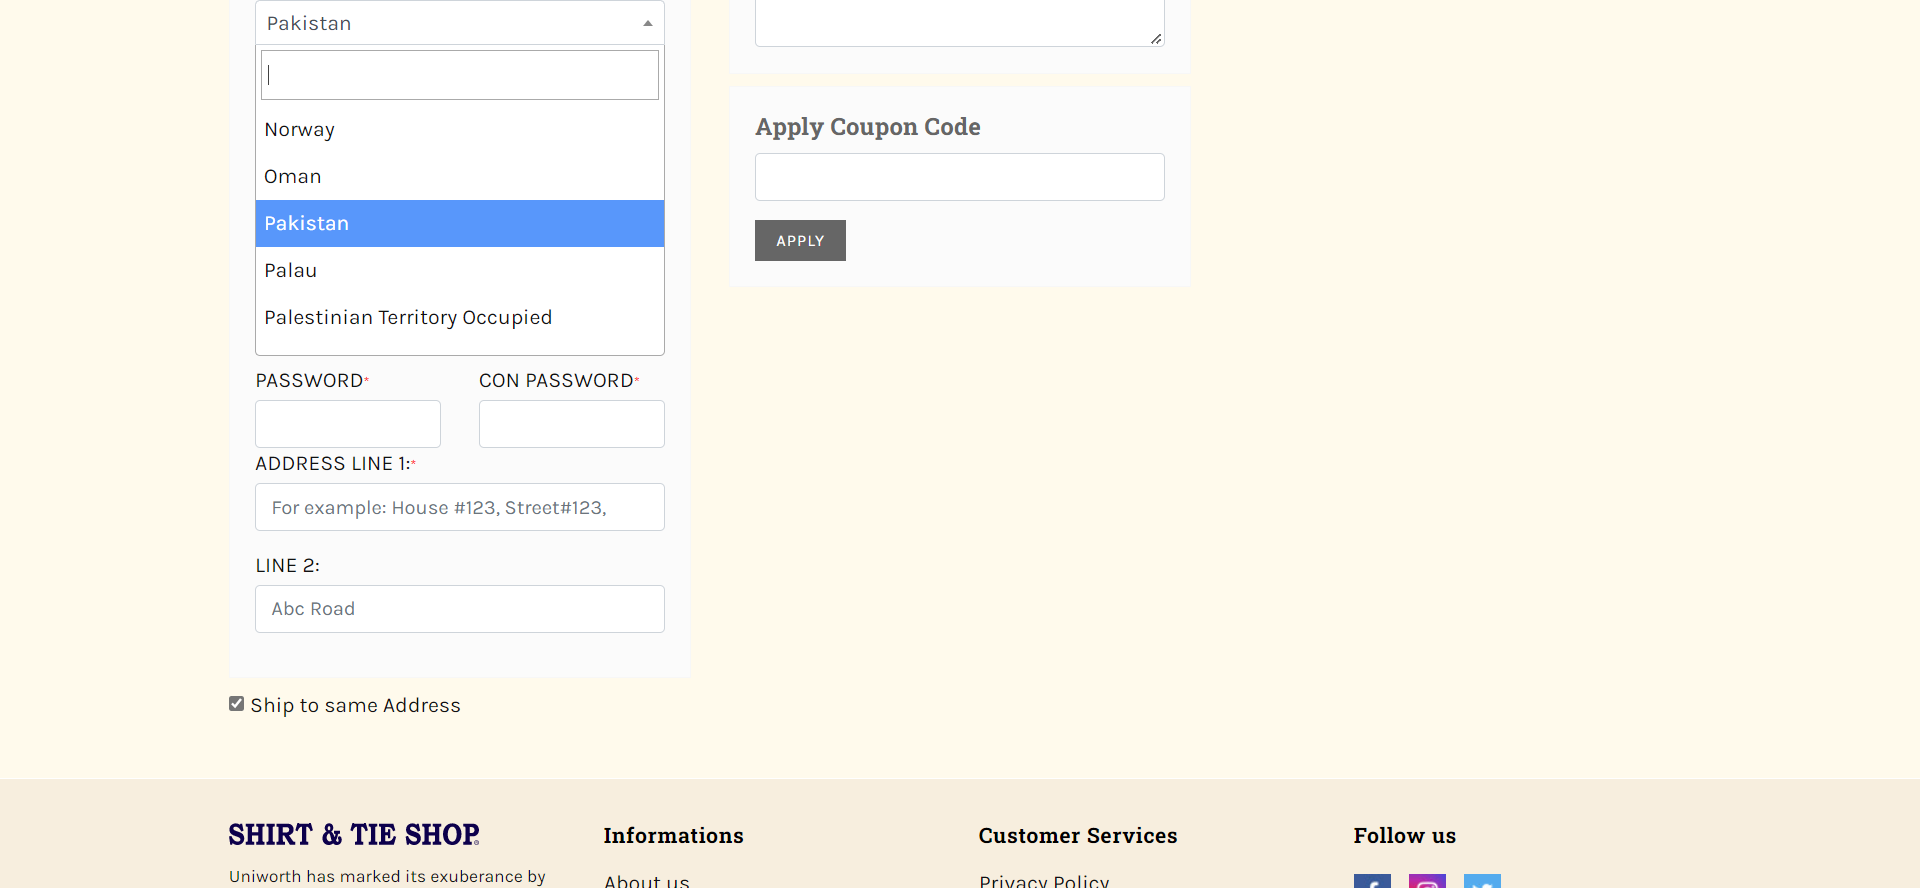 Pakistan
Norway
Oman
Pakistan
Palau
Palestinian Territory Occupied
PASSWORD*
CON PASSWORD*
ADDRESS LINE 1:*
For example: House #123, Street#123,
LINE 2:
Abc Road
Ship to same Address
Apply Coupon Code
APPLY
SHIRT & TIE SHOP
Uniworth has marked its exuberance by
Informations
About us
Customer Services
Privacy Policy
Follow us